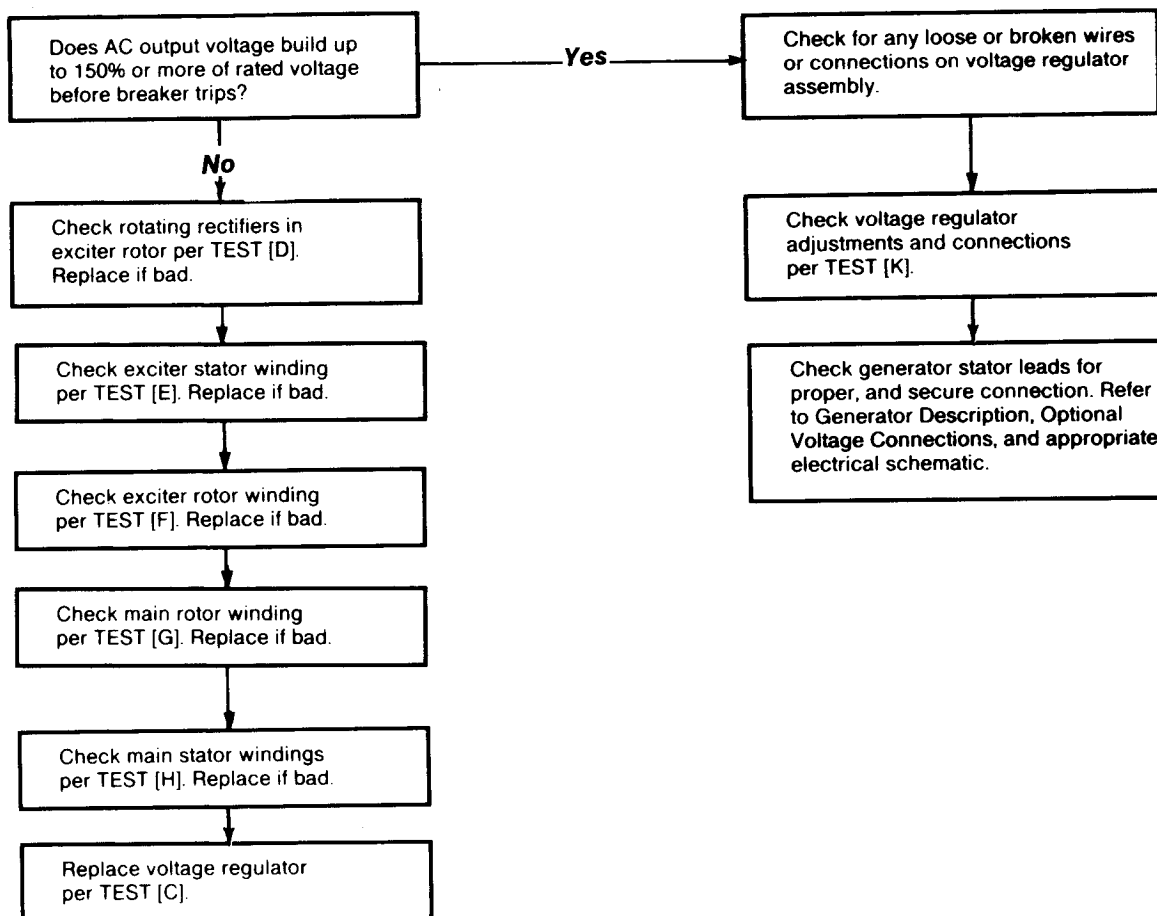 Does AC output voltage build up
to 150% or more of rated voltage
before breaker trips?
Yes
Check for any loose or broken wires
or connections on voltage regulator
assembly.
No
Check rotating rectifiers in
exciter rotor per TEST [D].
Replace if bad.
Check voltage regulator
adjustments and connections
per TEST [K].
Check exciter stator winding
per TEST [E]. Replace if bad.
Check generator stator leads for
proper, and secure connection. Refer
to Generator Description, Optional
Voltage Connections, and appropriate
electrical schematic.
Check exciter rotor winding
per TEST [F]. Replace if bad.
Check main rotor winding
per TEST [G]. Replace if bad.
Check main stator windings
per TEST [H]. Replace if bad.
Replace voltage regulator
per TEST [C].